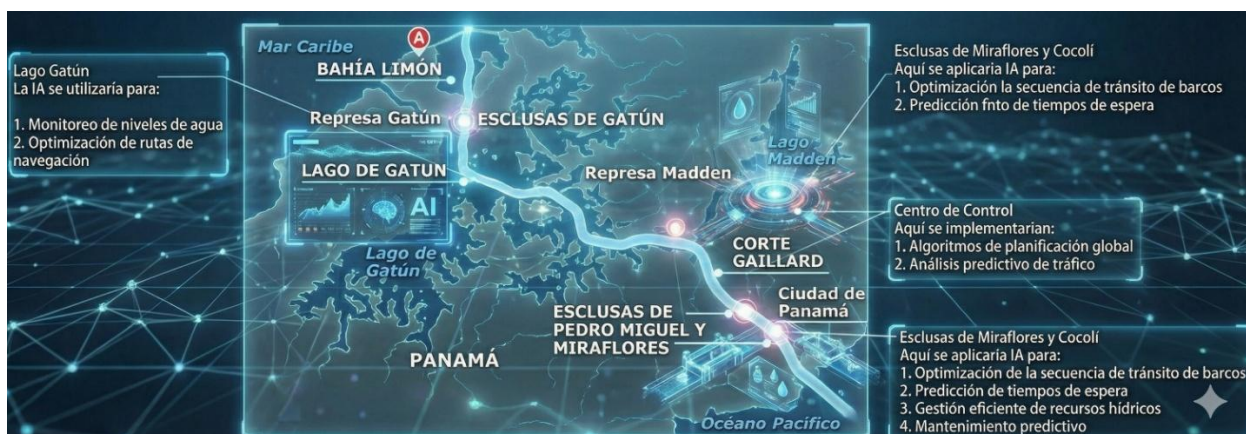 Lago Gatún
La IA se utilizaría para:
1. Monitoreo de niveles de agua
2. Optimización de rutas de
navegación
Mar Caribe
A
BAHÍA LIMÓN
Represa Gatún
ESCLUSAS DE GATÚN
LAGO DE GATUN
AI
Lago de
Gatún
Lago
Madden
Represa Madden
CORTE
GAILLARD
Ciudad de
Panamá
ESCLUSAS DE
PEDRO MIGUEL Y
MIRAFLORES
PANAMÁ
Océano Pacífico
Esclusas de Miraflores y Cocolí
Aquí se aplicaria IA para:
1. Optimización la secuencia de tránsito de barcos
2. Predicción fnto de tiempos de espera
Centro de Control
Aquí se implementarian:
1. Algoritmos de planificación global
2. Análisis predictivo de tráfico
Esclusas de Miraflores y Cocolí
Aquí se aplicaria IA para:
1. Optimización de la secuencia de tránsito de barcos
2. Predicción de tiempos de espera
3. Gestión eficiente de recursos hídricos
4. Mantenimiento predictivo